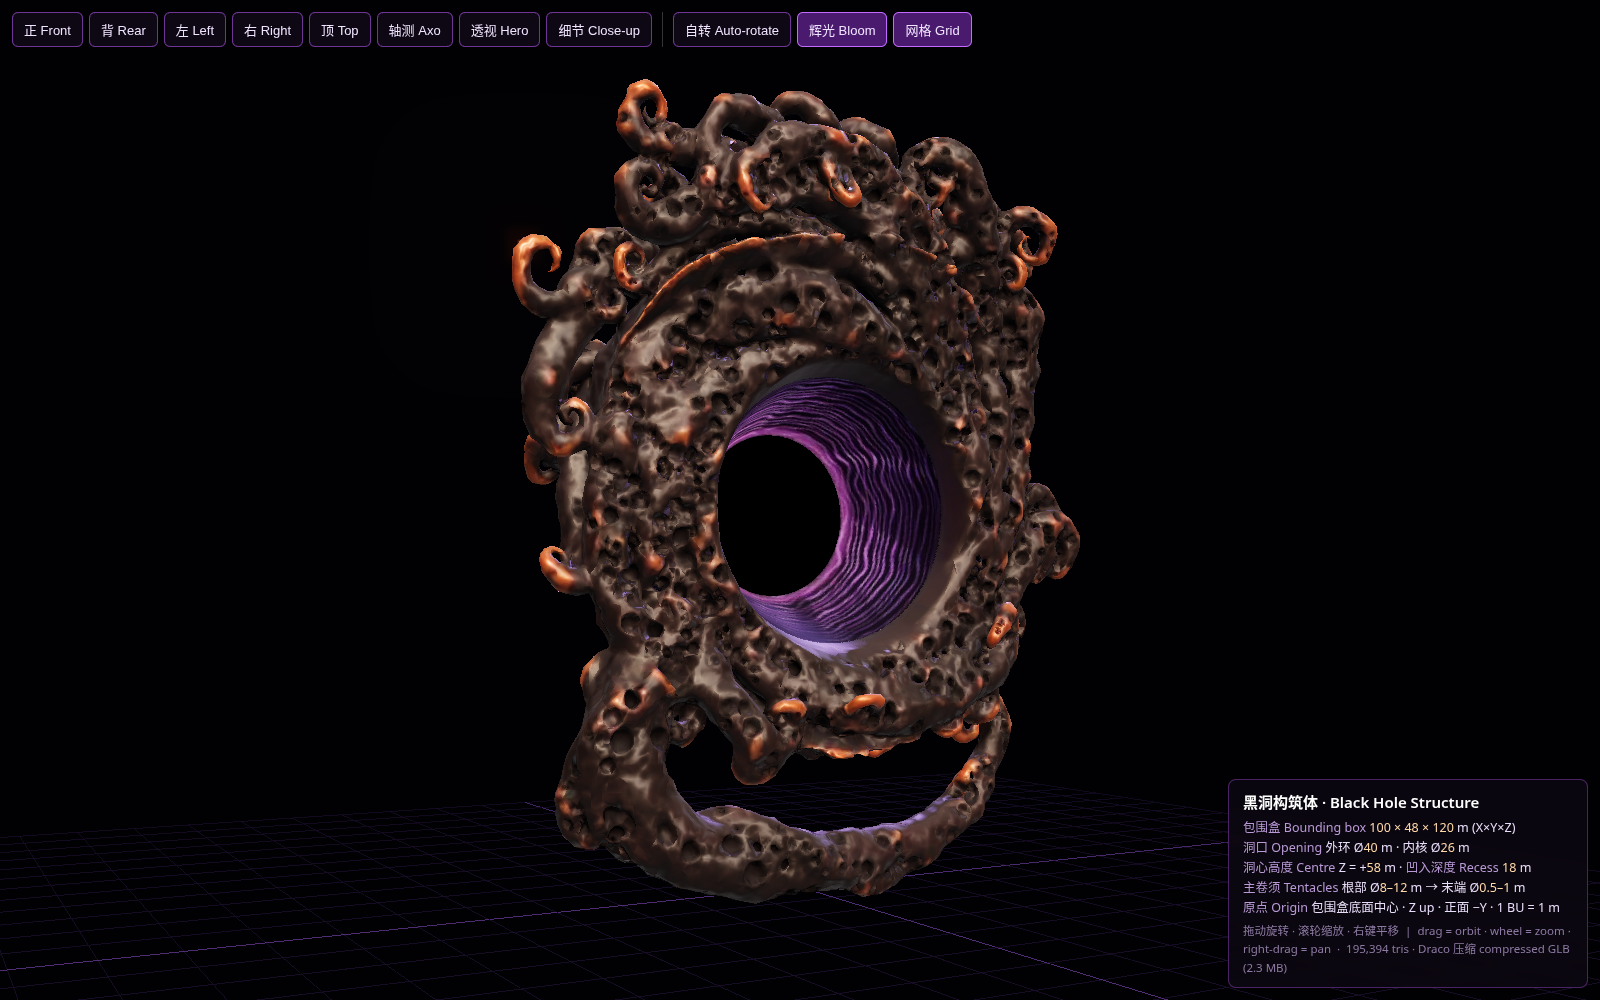 正 Front
背 Rear
左 Left
右 Right
顶 Top
轴测 Axo
透视 Hero
细节 Close-up
自转 Auto-rotate
辉光 Bloom
网格 Grid
黑洞构筑体 · Black Hole Structure
包围盒 Bounding box 100 × 48 × 120 m (X×Y×Z)
洞口 Opening 外环 Ø40 m · 内核 Ø26 m
洞心高度 Centre Z = +58 m · 凹入深度 Recess 18 m
主卷须 Tentacles 根部 Ø8–12 m → 末端 Ø0.5–1 m
原点 Origin 包围盒底面中心 · Z up · 正面 −Y · 1 BU = 1 m
拖动旋转 · 滚轮缩放 · 右键平移 | drag = orbit · wheel = zoom ·
right-drag = pan · 195,394 tris · Draco 压缩 compressed GLB
(2.3 MB)